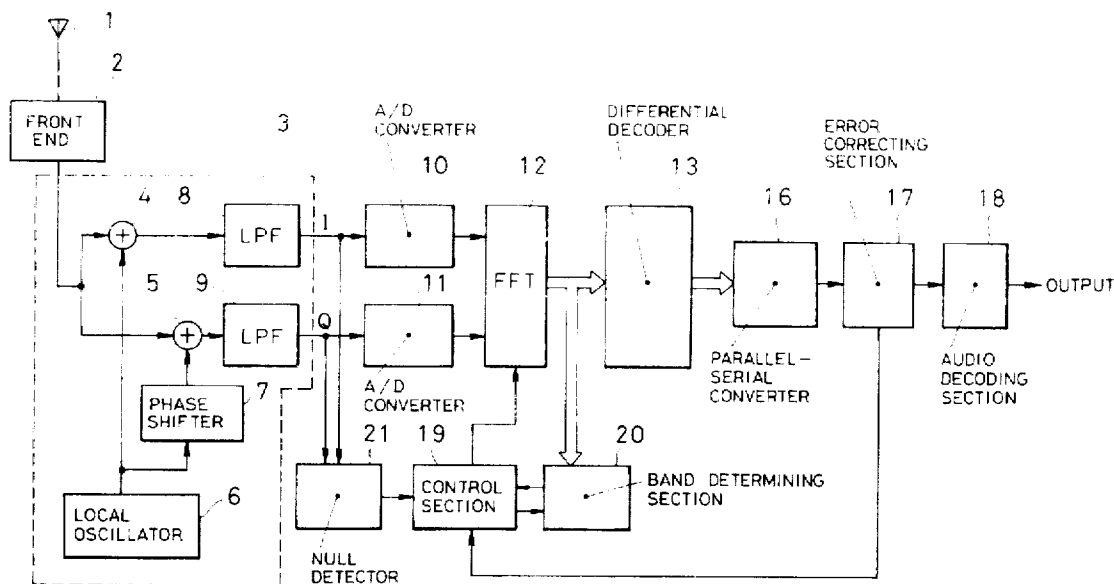 1
2
FRONT
END
3
A/D
CONVERTER
DIFFERENTIAL
DECODER
ERROR
CORRECTING
SECTION
10
12
13
16
17
18
4
8
LPF
I
FFT
OUTPUT
5
9
11
LPF
Q
PHASE
SHIFTER
7
A/D
CONVERTER
PARALLEL-
SERIAL
CONVERTER
AUDIO
DECODING
SECTION
21
19
20
CONTROL
SECTION
BAND DETERMINING
SECTION
LOCAL
OSCILLATOR
6
NULL
DETECTOR